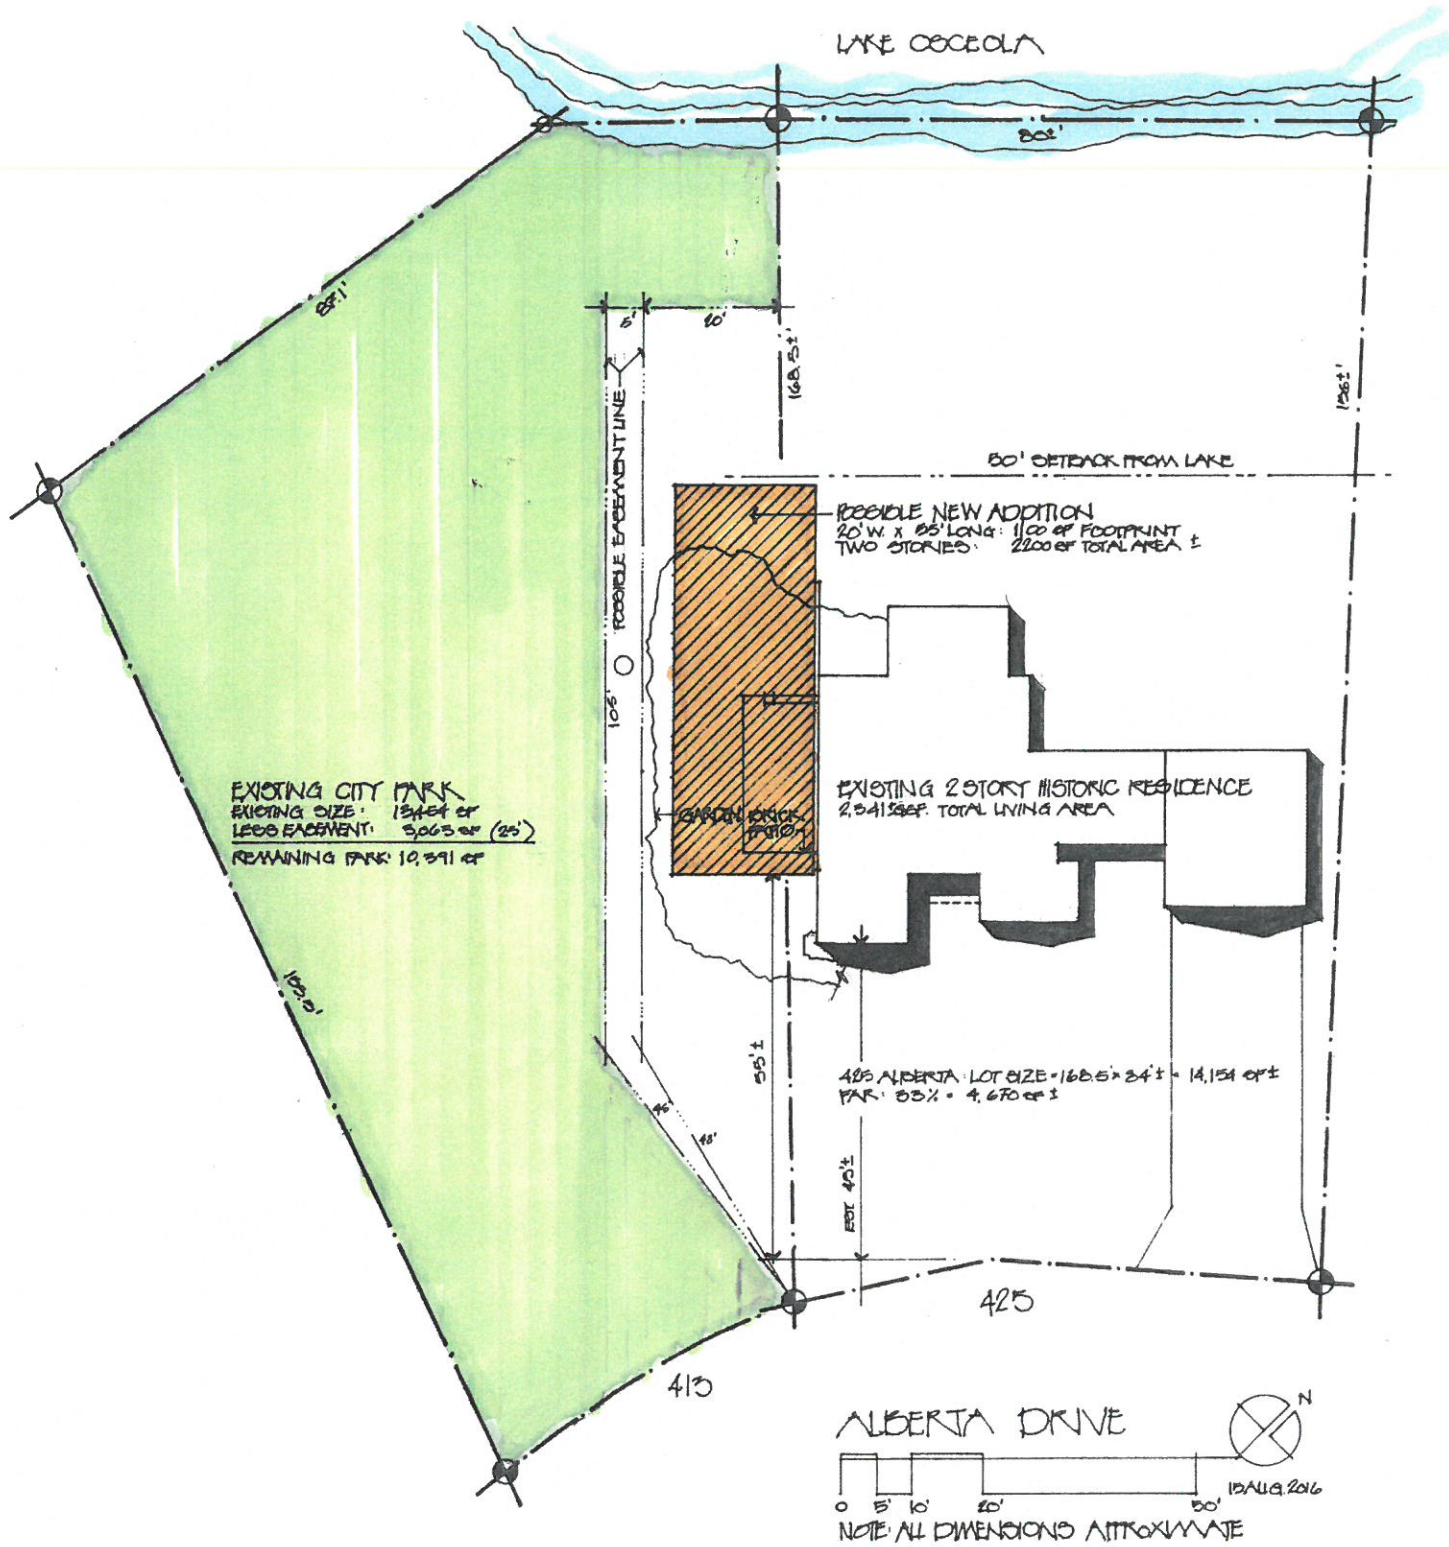 LAKE OSCEOLA
80±'
87.1'
5'
20'
168.5±'
156±'
POSSIBLE EASEMENT LINE
50' SETBACK FROM LAKE
POSSIBLE NEW ADDITION
20' W. x 55' LONG: 1100 SF FOOTPRINT
TWO STORIES: 2200 SF TOTAL AREA ±
105'
EXISTING CITY PARK
EXISTING SIZE: 13,454 SF
LESS EASEMENT: 3,063 SF (25')
REMAINING PARK: 10,391 SF
GARDEN BRICK
PATIO
EXISTING 2 STORY HISTORIC RESIDENCE
2,341± SF. TOTAL LIVING AREA
55'±
46'
48'
425 ALBERTA: LOT SIZE = 168.5 x 84'± = 14,154 SF ±
FAR: 33% = 4,670 SF ±
EST. 45'±
425
413
ALBERTA DRIVE
N
0 5' 10' 20' 50'
15 AUG. 2016
NOTE: ALL DIMENSIONS APPROXIMATE